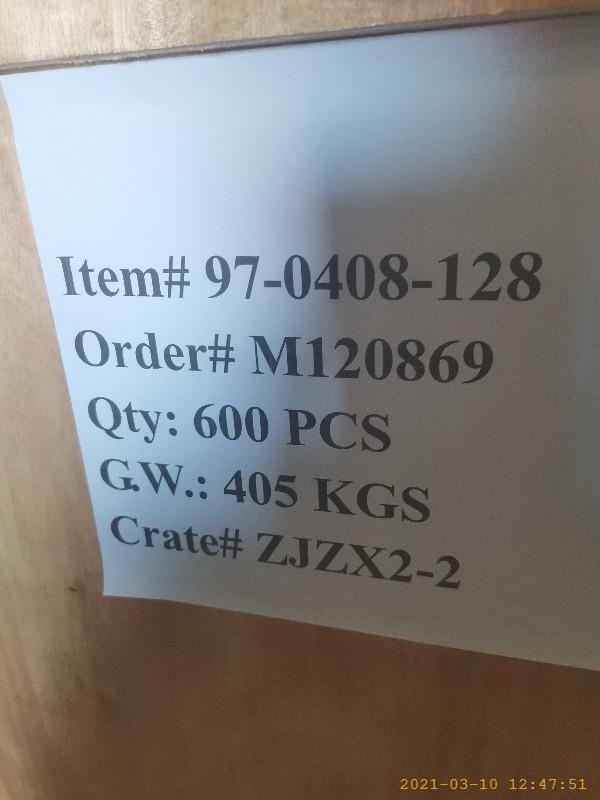 Item# 97-0408-128
Order# M120869
Qty: 600 PCS
G.W.: 405 KGS
Crate# ZJZX2-2
2021-03-10 12:47:51